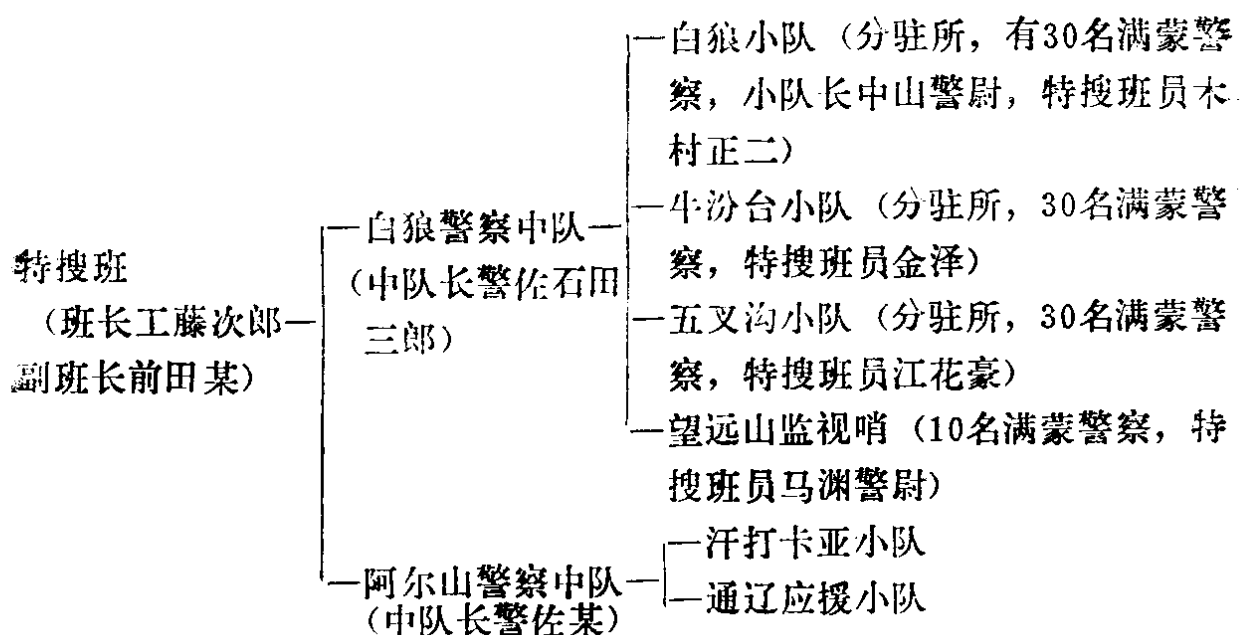 特搜班
（班长工藤次郎
副班长前田某）
白狼警察中队
（中队长警佐石田
三郎）
白狼小队（分驻所，有30名满蒙警
察，小队长中山警尉，特搜班员木
村正二）
牛汾台小队（分驻所，30名满蒙警
察，特搜班员金泽）
五叉沟小队（分驻所，30名满蒙警
察，特搜班员江花豪）
望远山监视哨（10名满蒙警察，特
搜班员马渊警尉）
阿尔山警察中队
（中队长警佐某）
汗打卡亚小队
通辽应援小队